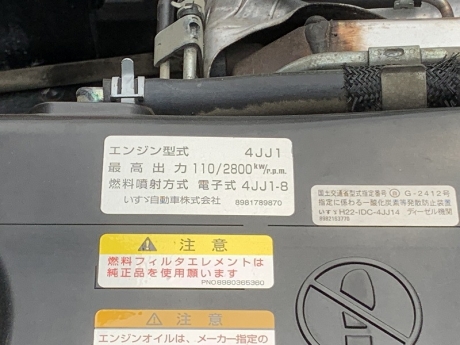 エンジン型式 4JJ1
最高出力 110/2800 kw/r.p.m.
燃料噴射方式 電子式 4JJ1-8
いすゞ自動車株式会社 8981789870
国土交通省型式指定番号 R G-2412号
指定に係わる一酸化炭素等発散防止装置
いすゞ H22-IDC-4JJ14 ディーゼル機関
8982163770
注意
燃料フィルタエレメントは
純正品を使用願います
PNO8980365360
注意
エンジンオイルは、メーカー指定の